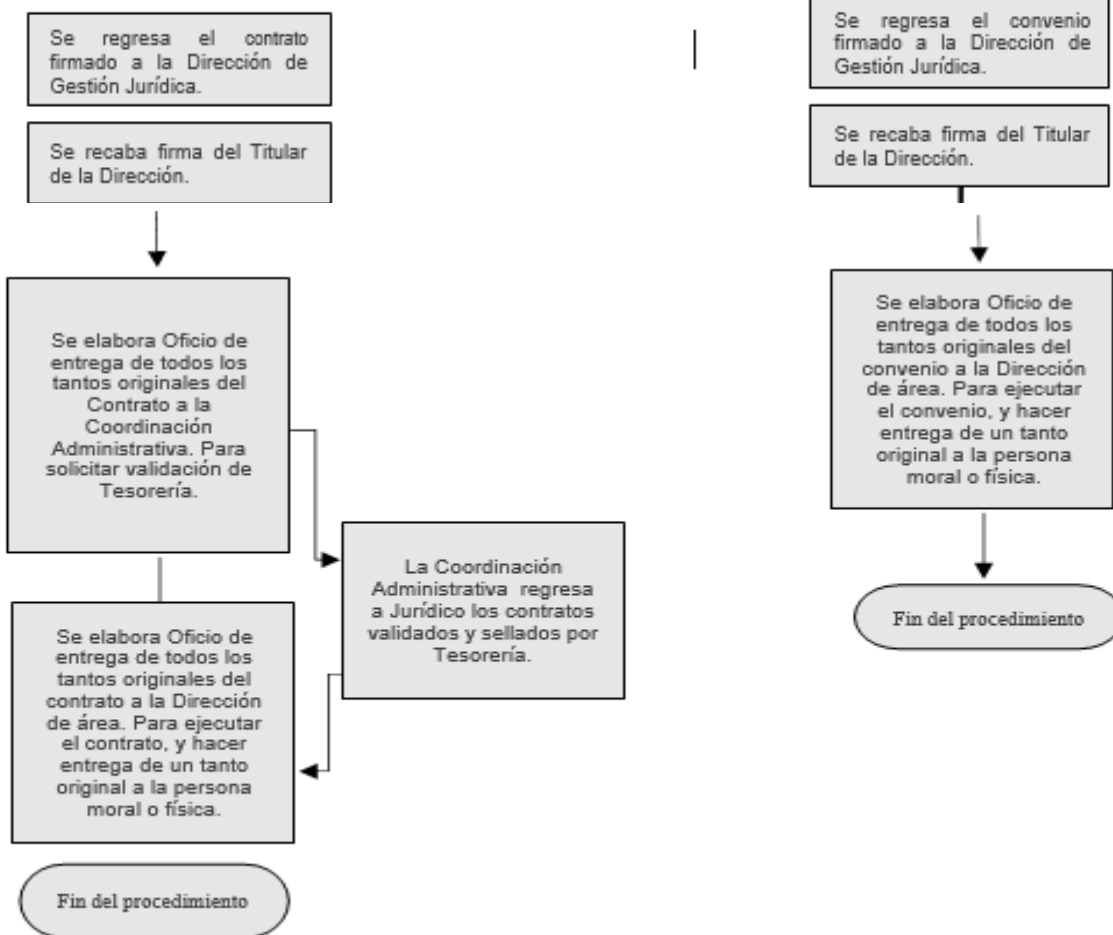 Se regresa el contrato
firmado a la Dirección de
Gestión Jurídica.
Se recaba firma del Titular
de la Dirección.
Se elabora Oficio de
entrega de todos los
tantos originales del
Contrato a la
Coordinación
Administrativa. Para
solicitar validación de
Tesorería.
La Coordinación
Administrativa regresa
a Jurídico los contratos
validados y sellados por
Tesorería.
Se elabora Oficio de
entrega de todos los
tantos originales del
contrato a la Dirección
de área. Para ejecutar
el contrato, y hacer
entrega de un tanto
original a la persona
moral o física.
Fin del procedimiento
Se regresa el convenio
firmado a la Dirección de
Gestión Jurídica.
Se recaba firma del Titular
de la Dirección.
Se elabora Oficio de
entrega de todos los
tantos originales del
convenio a la Dirección
de área. Para ejecutar
el convenio, y hacer
entrega de un tanto
original a la persona
moral o física.
Fin del procedimiento